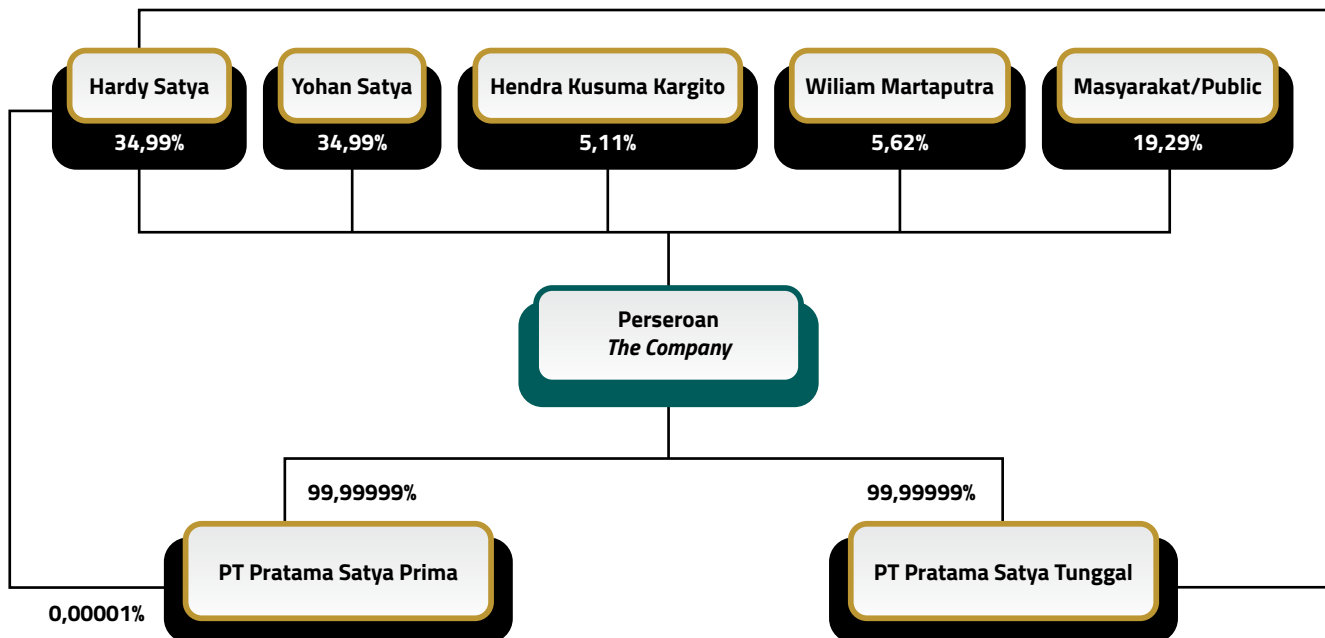 Hardy Satya
34,99%
Yohan Satya
34,99%
Hendra Kusuma Kargito
5,11%
Wiliam Martaputra
5,62%
Masyarakat/Public
19,29%
Perseroan
The Company
99,99999%
99,99999%
PT Pratama Satya Prima
PT Pratama Satya Tunggal
0,00001%